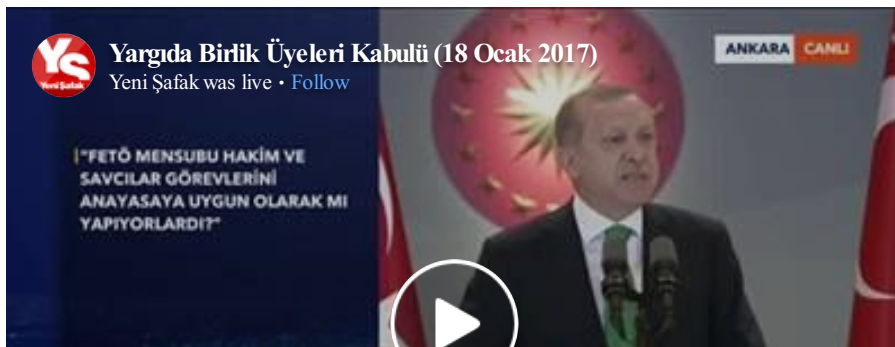 YS
Yeni Şafak
Yargıda Birlik Üyeleri Kabulü (18 Ocak 2017)
Yeni Şafak was live • Follow
ANKARA CANLI
"FETÖ MENSUBU HAKİM VE
SAVCILAR GÖREVLERİNİ
ANAYASAYA UYGUN OLARAK MI
YAPIYORLARDI?"